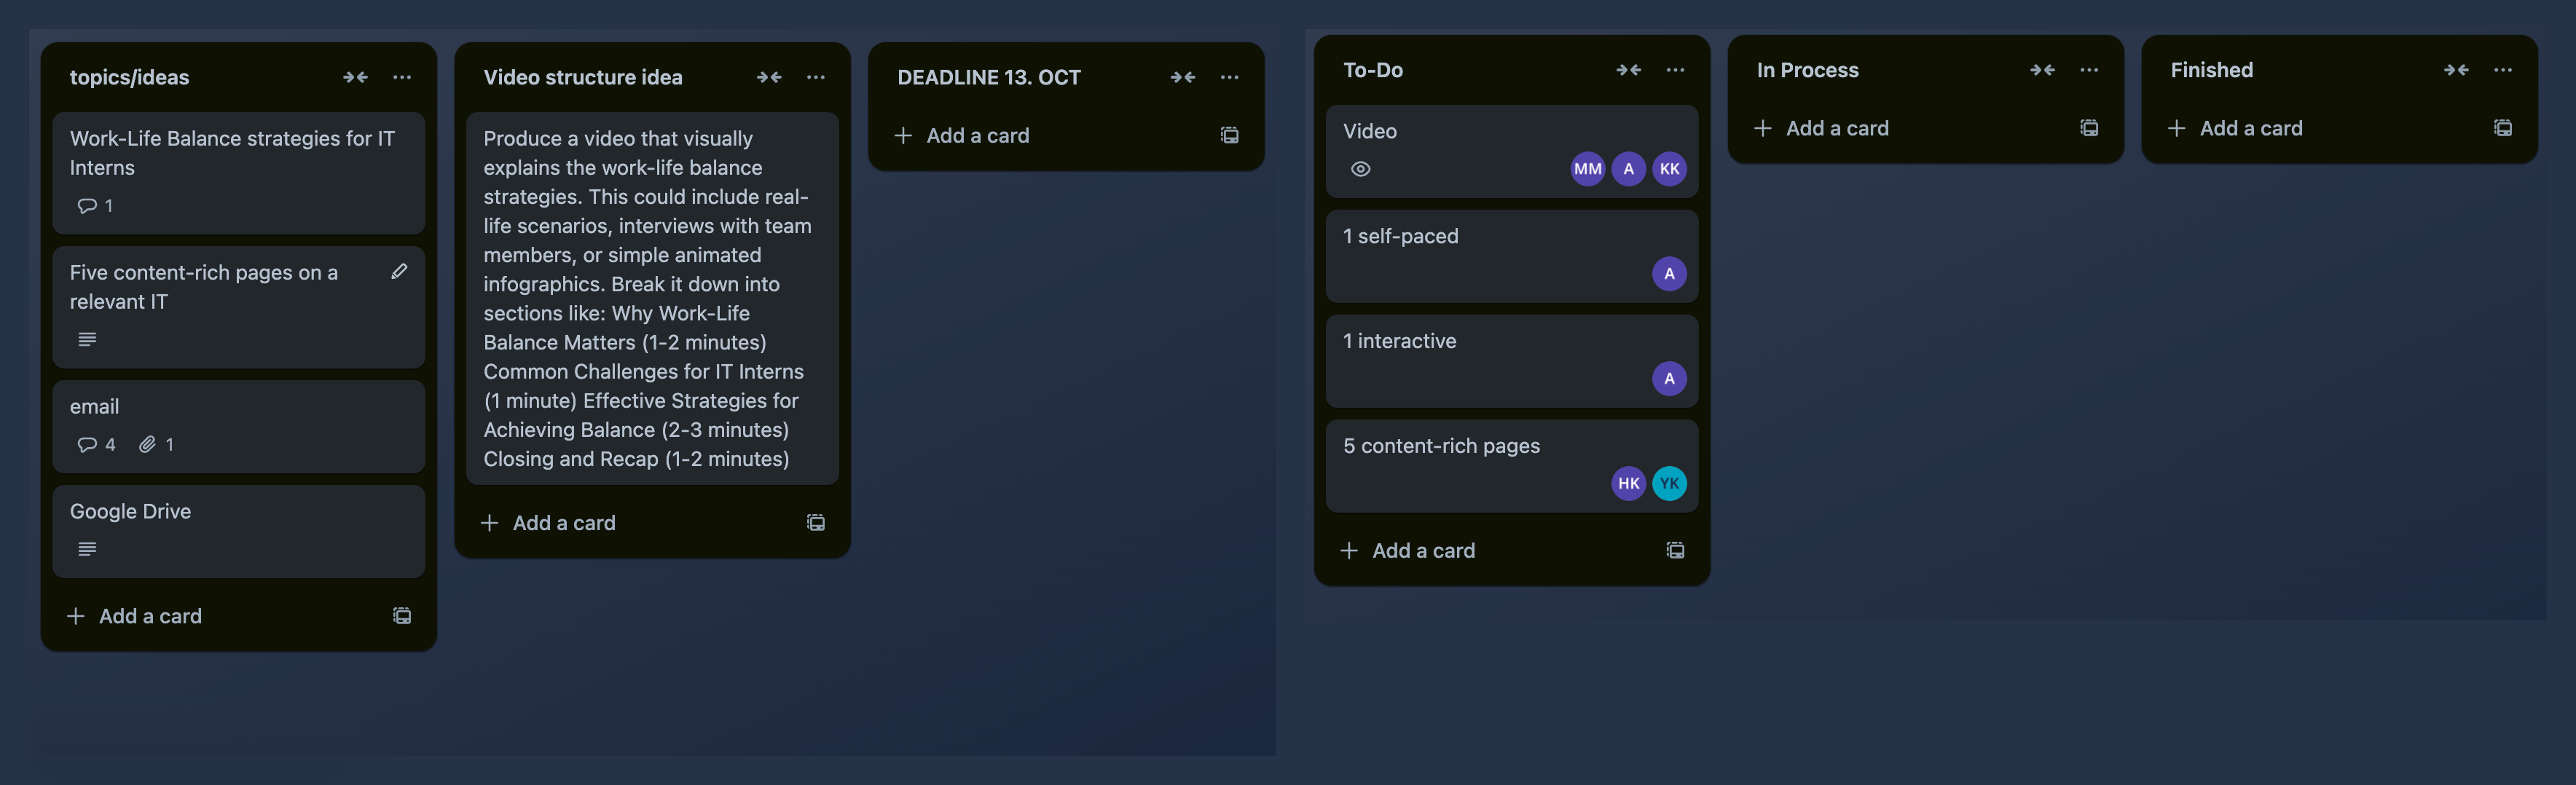 topics/ideas
Work-Life Balance strategies for IT
Interns
1
Five content-rich pages on a
relevant IT
email
4 1
Google Drive
+ Add a card
Video structure idea
Produce a video that visually
explains the work-life balance
strategies. This could include real-
life scenarios, interviews with team
members, or simple animated
infographics. Break it down into
sections like: Why Work-Life
Balance Matters (1-2 minutes)
Common Challenges for IT Interns
(1 minute) Effective Strategies for
Achieving Balance (2-3 minutes)
Closing and Recap (1-2 minutes)
+ Add a card
DEADLINE 13. OCT
+ Add a card
To-Do
Video
MM A KK
1 self-paced
A
1 interactive
A
5 content-rich pages
HK YK
+ Add a card
In Process
+ Add a card
Finished
+ Add a card